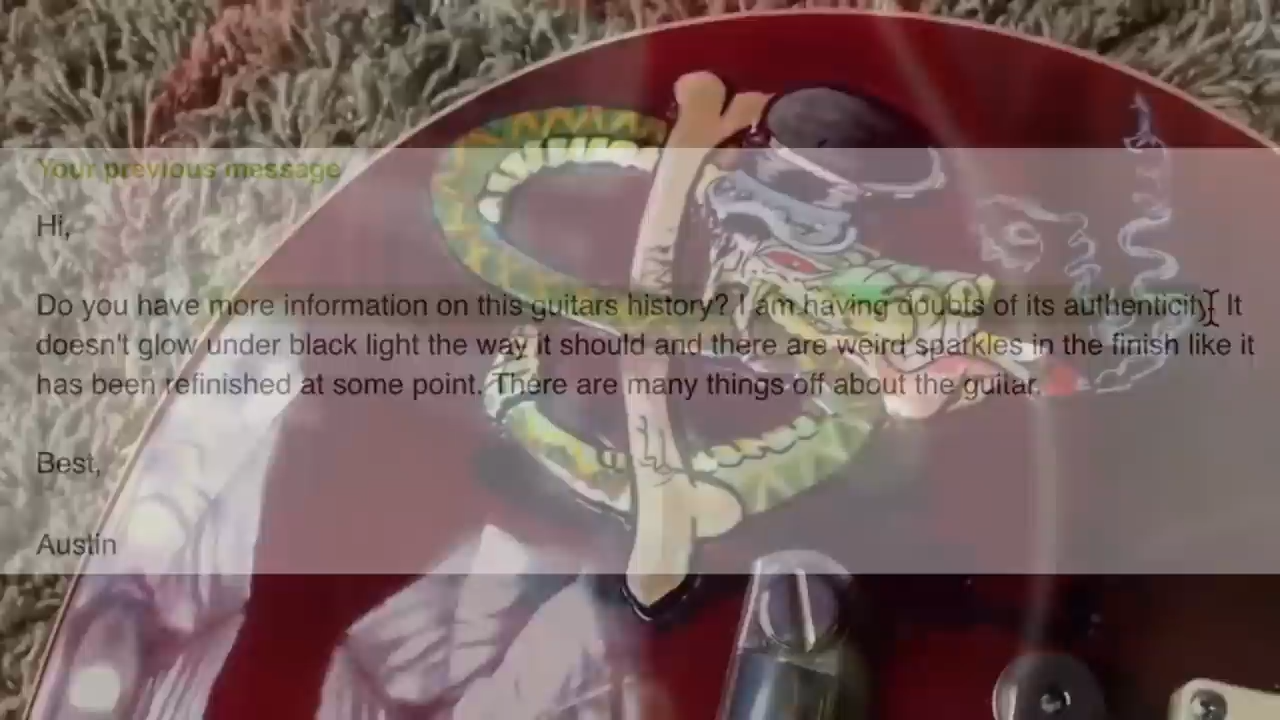 Your previous message
Hi,
Do you have more information on this guitars history? I am having doubts of its authenticity. It
doesn't glow under black light the way it should and there are weird sparkles in the finish like it
has been refinished at some point. There are many things off about the guitar.
Best,
Austin